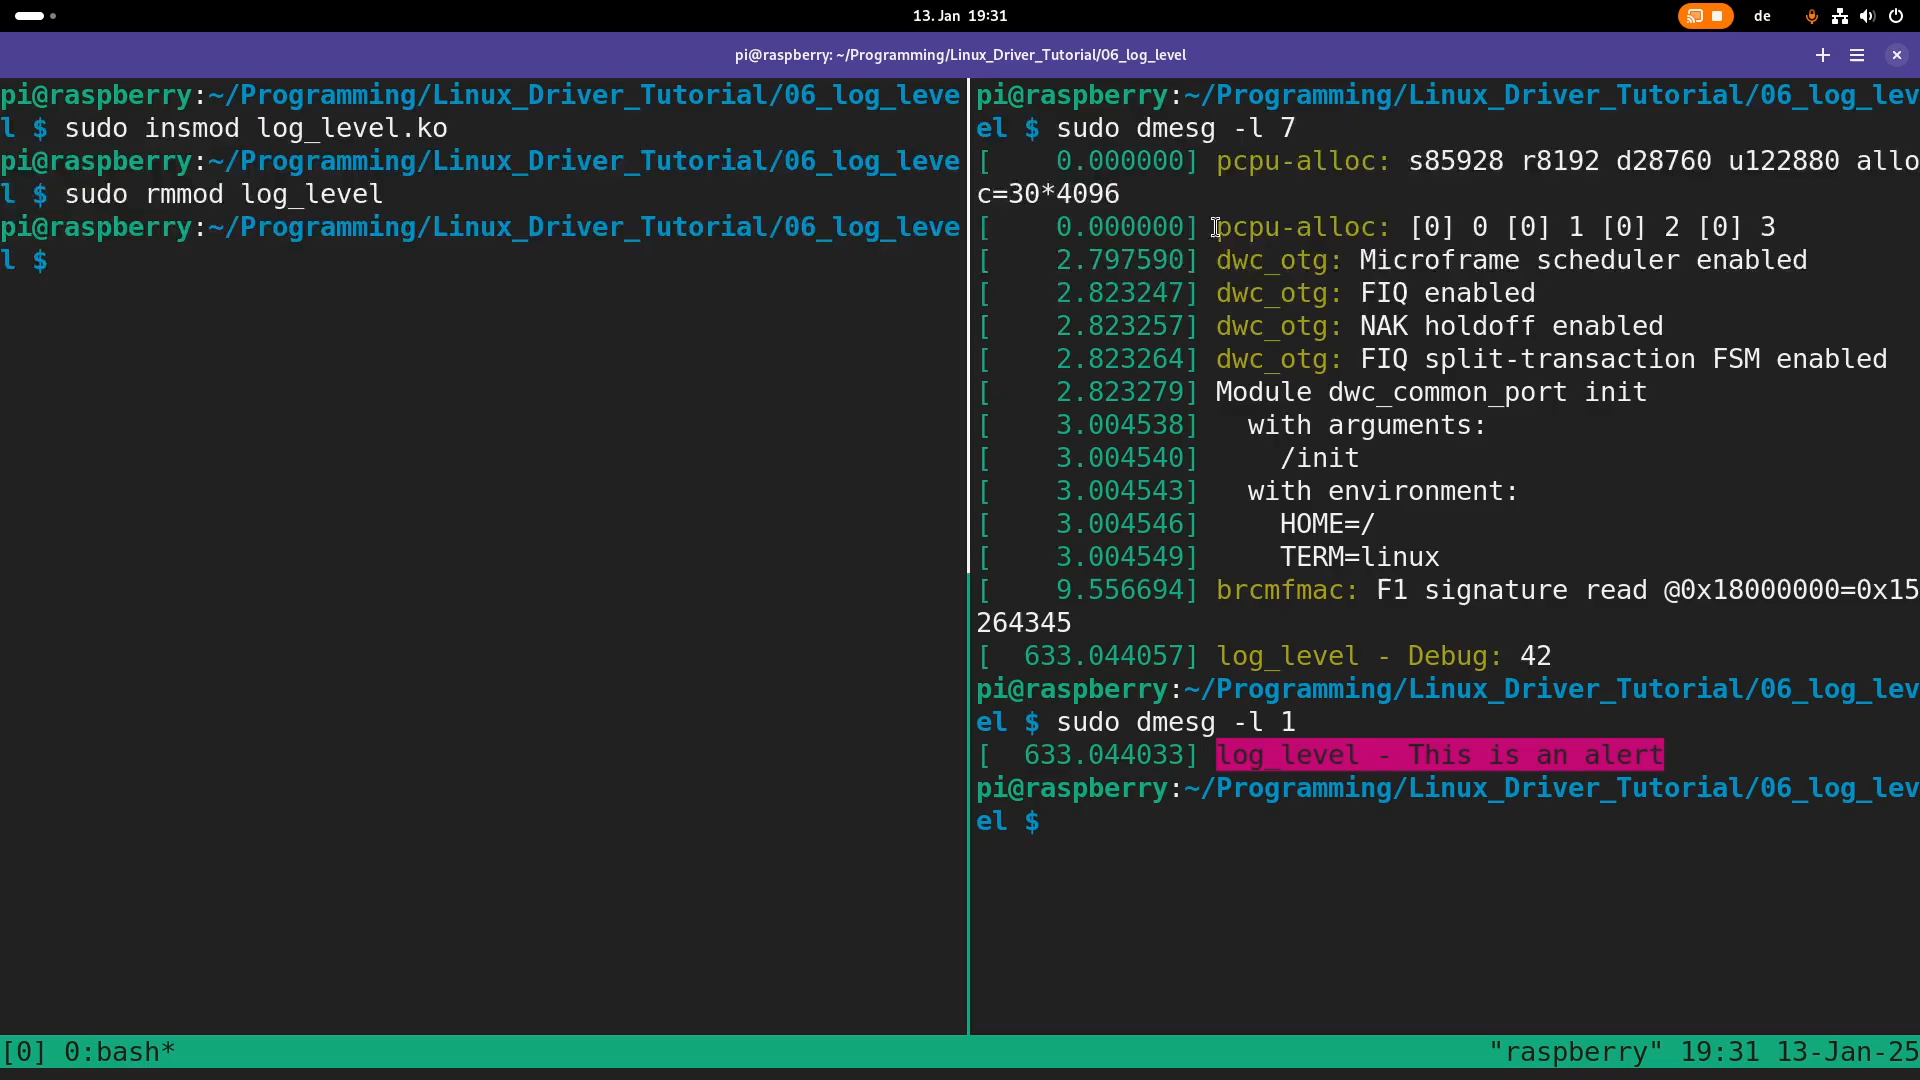 13. Jan 19:31
de
pi@raspberry: ~/Programming/Linux_Driver_Tutorial/06_log_level
pi@raspberry:~/Programming/Linux_Driver_Tutorial/06_log_leve
l $ sudo insmod log_level.ko
pi@raspberry:~/Programming/Linux_Driver_Tutorial/06_log_leve
l $ sudo rmmod log_level
pi@raspberry:~/Programming/Linux_Driver_Tutorial/06_log_leve
l $
pi@raspberry:~/Programming/Linux_Driver_Tutorial/06_log_lev
el $ sudo dmesg -l 7
[    0.000000] pcpu-alloc: s85928 r8192 d28760 u122880 allo
c=30*4096
[    0.000000] pcpu-alloc: [0] 0 [0] 1 [0] 2 [0] 3
[    2.797590] dwc_otg: Microframe scheduler enabled
[    2.823247] dwc_otg: FIQ enabled
[    2.823257] dwc_otg: NAK holdoff enabled
[    2.823264] dwc_otg: FIQ split-transaction FSM enabled
[    2.823279] Module dwc_common_port init
[    3.004538]   with arguments:
[    3.004540]     /init
[    3.004543]   with environment:
[    3.004546]     HOME=/
[    3.004549]     TERM=linux
[    9.556694] brcmfmac: F1 signature read @0x18000000=0x15
264345
[  633.044057] log_level - Debug: 42
pi@raspberry:~/Programming/Linux_Driver_Tutorial/06_log_lev
el $ sudo dmesg -l 1
[  633.044033] log_level - This is an alert
pi@raspberry:~/Programming/Linux_Driver_Tutorial/06_log_lev
el $
[0] 0:bash*
"raspberry" 19:31 13-Jan-25